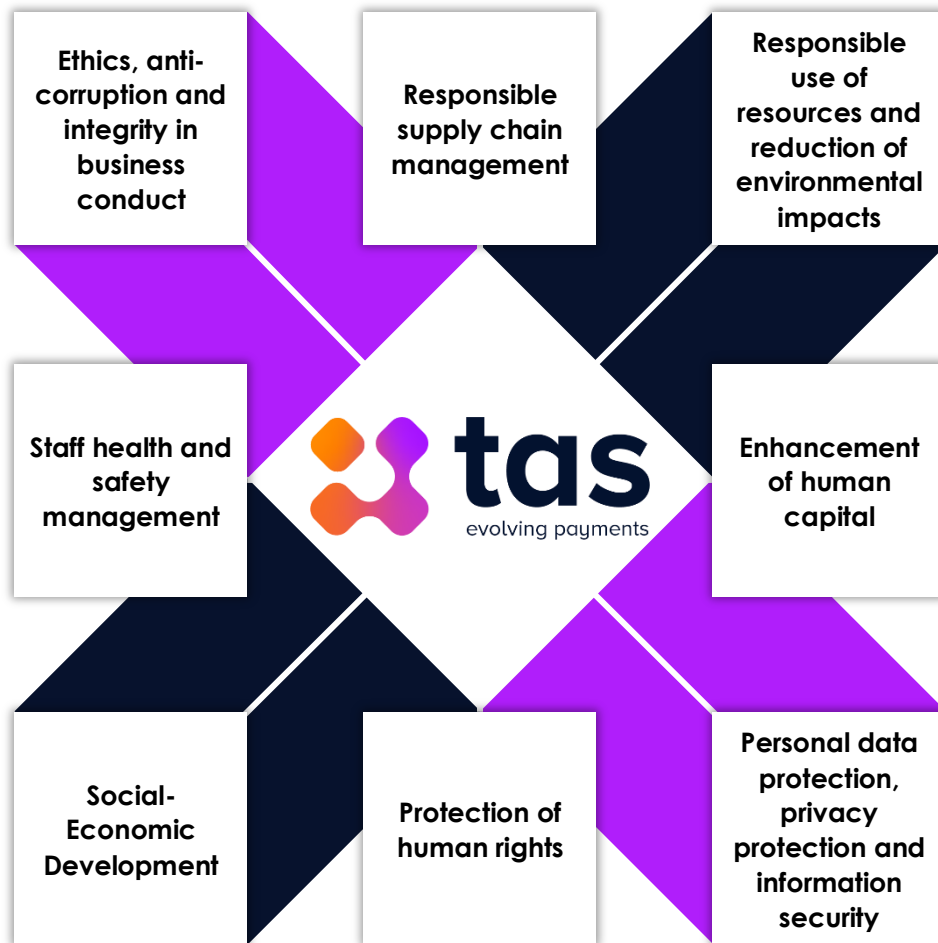 Ethics, anti-
corruption and
integrity in
business
conduct
Responsible
supply chain
management
Responsible
use of
resources and
reduction of
environmental
impacts
Staff health and
safety
management
tas
evolving payments
Enhancement
of human
capital
Social-
Economic
Development
Protection of
human rights
Personal data
protection,
privacy
protection and
information
security